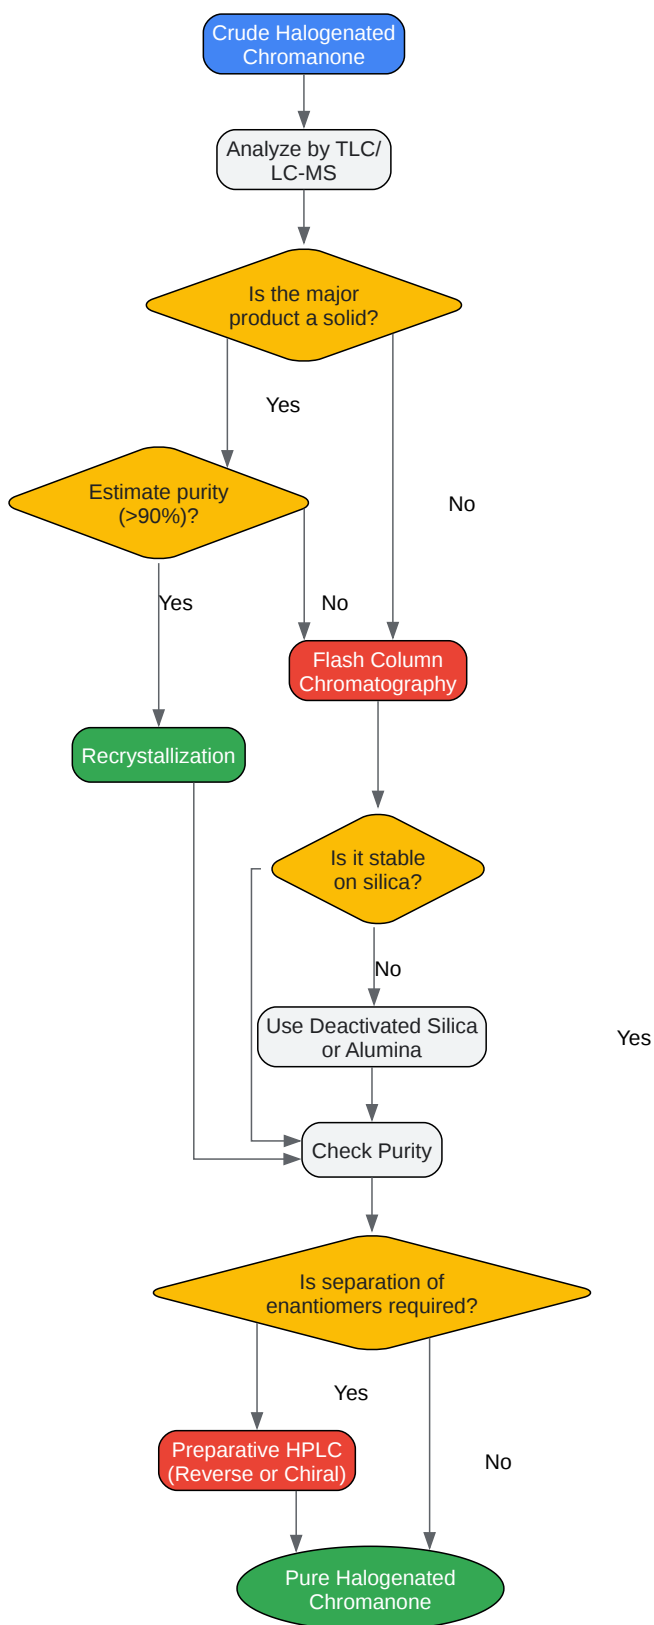 Crude Halogenated
Chromanone
Analyze by TLC/
LC-MS
Is the major
product a solid?
Yes
Estimate purity
(>90%)?
No
Yes
No
Flash Column
Chromatography
Recrystallization
Is it stable
on silica?
No
Use Deactivated Silica
or Alumina
Yes
Check Purity
Is separation of
enantiomers required?
Yes
Preparative HPLC
(Reverse or Chiral)
No
Pure Halogenated
Chromanone